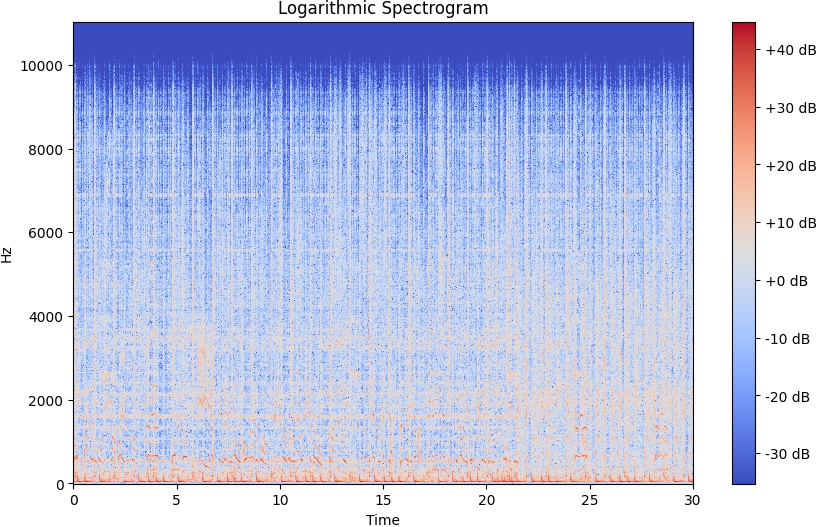 Logarithmic Spectrogram
Hz
10000
8000
6000
4000
2000
0
0 5 10 15 20 25 30
Time
+40 dB
+30 dB
+20 dB
+10 dB
+0 dB
-10 dB
-20 dB
-30 dB